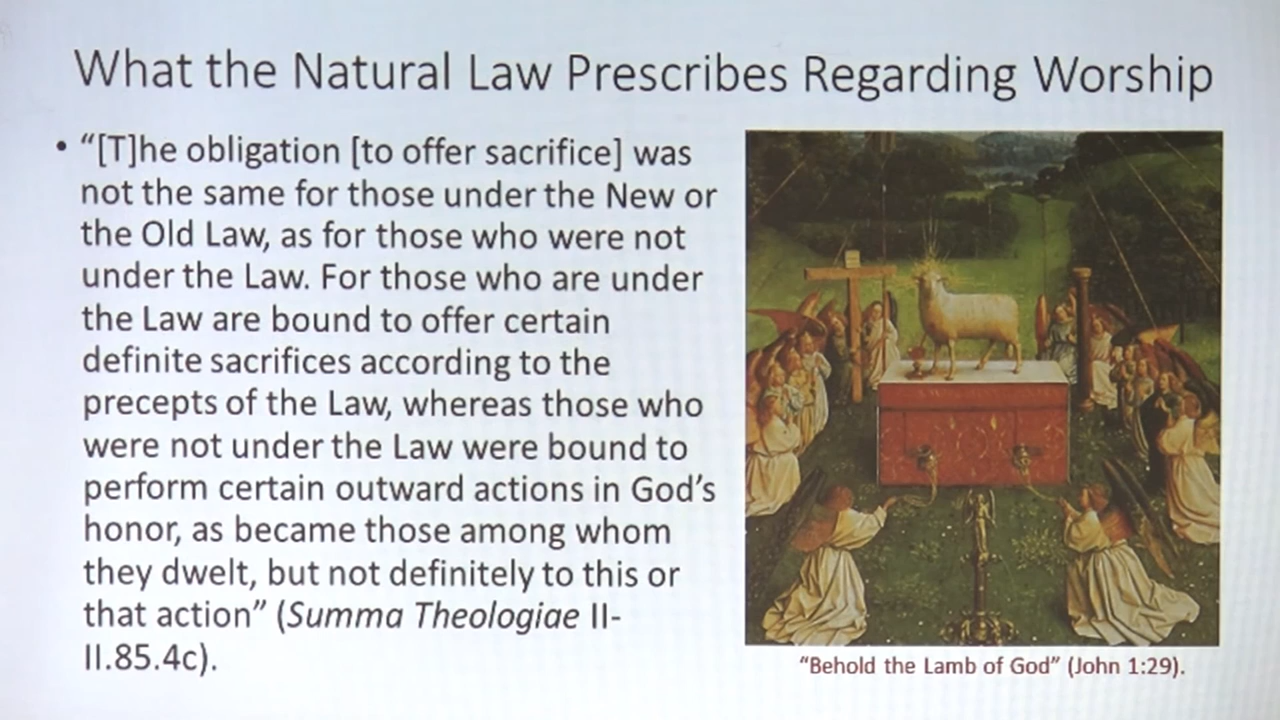 What the Natural Law Prescribes Regarding Worship
• “[T]he obligation [to offer sacrifice] was
not the same for those under the New or
the Old Law, as for those who were not
under the Law. For those who are under
the Law are bound to offer certain
definite sacrifices according to the
precepts of the Law, whereas those who
were not under the Law were bound to
perform certain outward actions in God’s
honor, as became those among whom
they dwelt, but not definitely to this or
that action” (Summa Theologiae II-
II.85.4c).
“Behold the Lamb of God” (John 1:29).